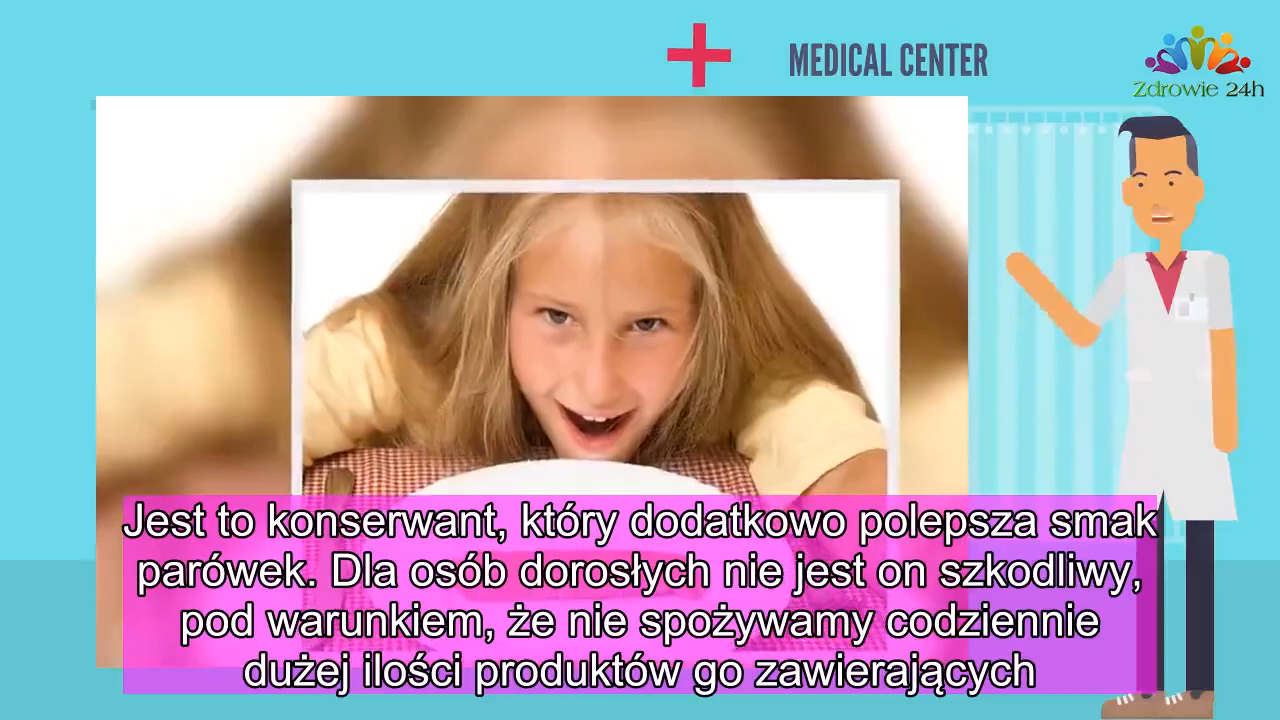 MEDICAL CENTER
Zdrowie 24h
Jest to konserwant, który dodatkowo polepsza smak
parówek. Dla osób dorosłych nie jest on szkodliwy,
pod warunkiem, że nie spożywamy codziennie
dużej ilości produktów go zawierających